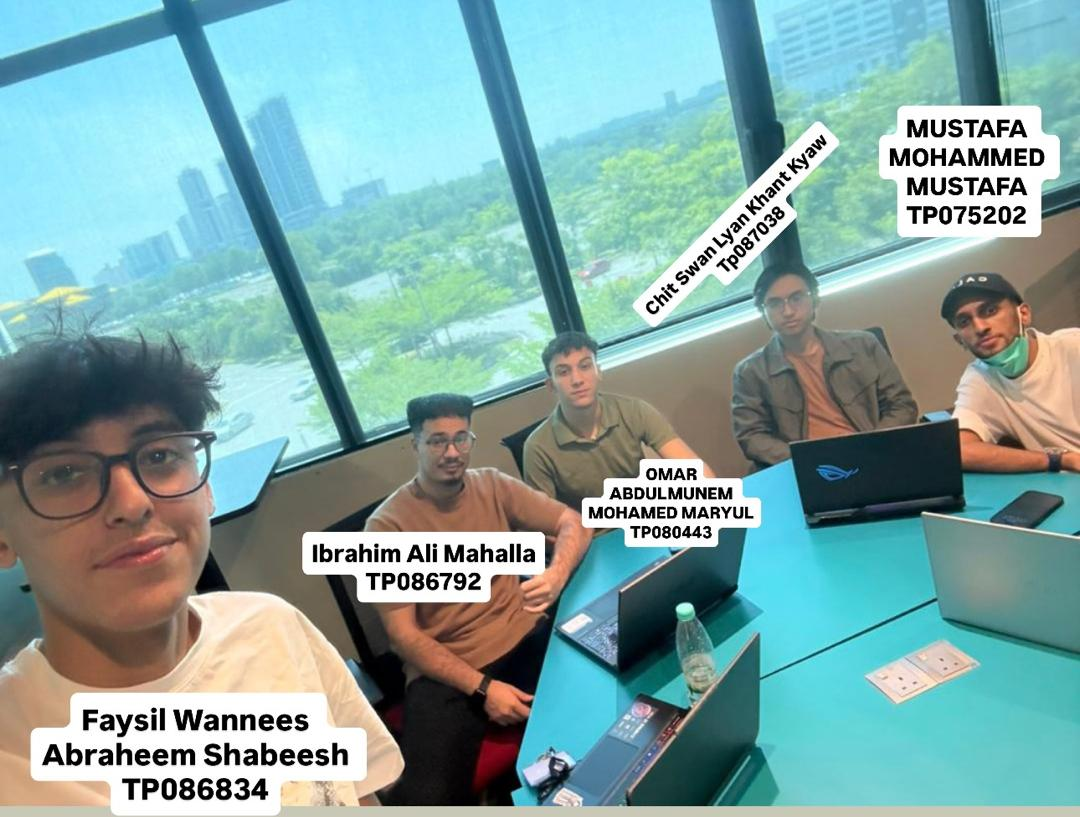 MUSTAFA
MOHAMMED
MUSTAFA
TP075202
Chit Swan Lyan Khant Kyaw
Tp087038
OMAR
ABDULMUNEM
MOHAMED MARYUL
TP080443
Ibrahim Ali Mahalla
TP086792
Faysil Wannees
Abraheem Shabeesh
TP086834